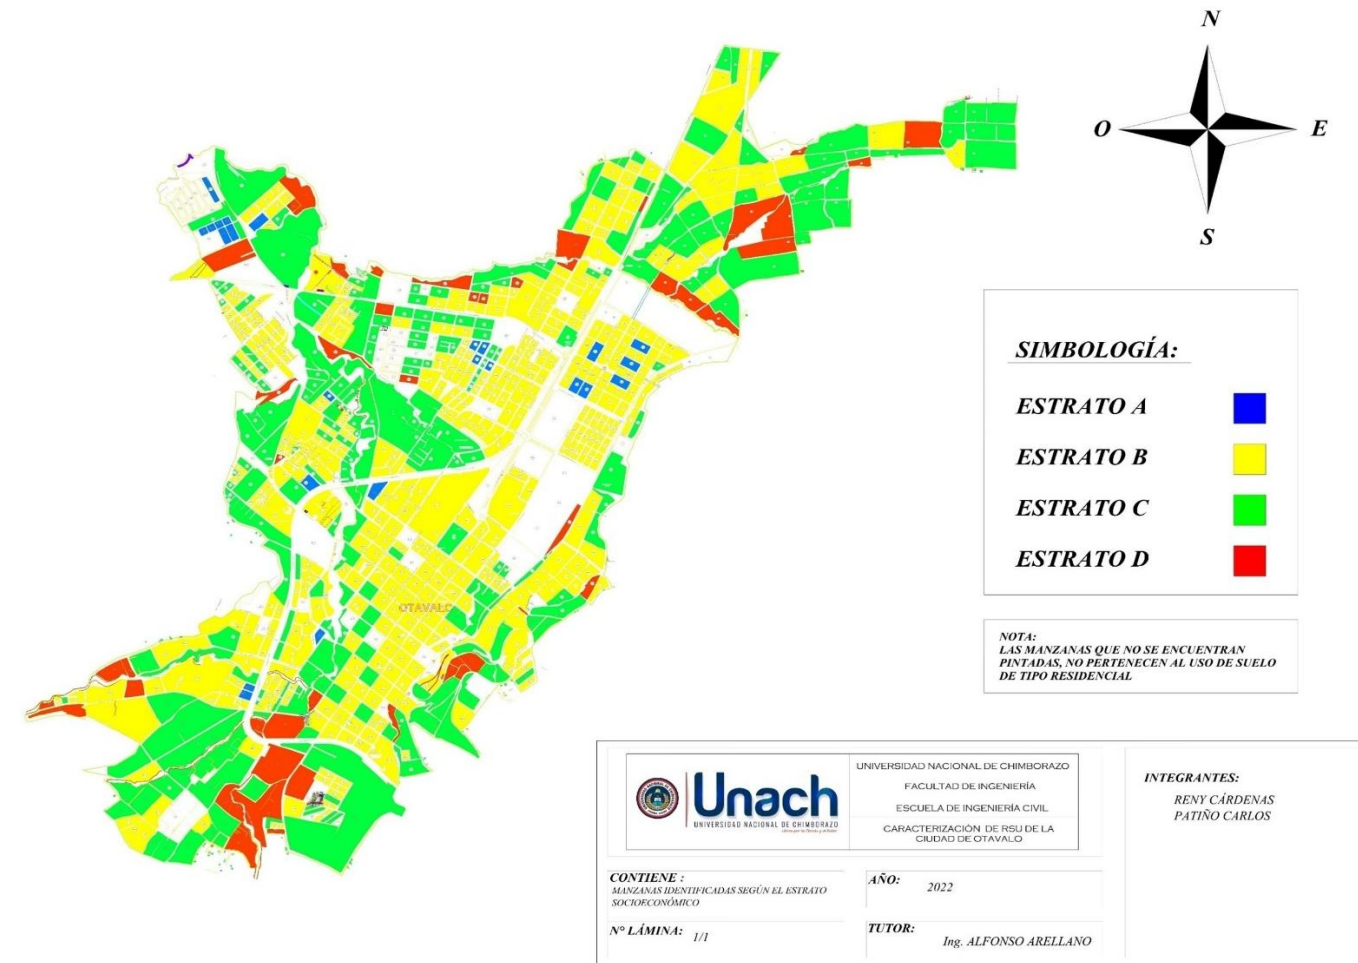 N
O
E
S
SIMBOLOGÍA:
ESTRATO A
ESTRATO B
ESTRATO C
ESTRATO D
NOTA:
LAS MANZANAS QUE NO SE ENCUENTRAN
PINTADAS, NO PERTENECEN AL USO DE SUELO
DE TIPO RESIDENCIAL
OTAVALO
Unach
UNIVERSIDAD NACIONAL DE CHIMBORAZO
UNIVERSIDAD NACIONAL DE CHIMBORAZO
FACULTAD DE INGENIERÍA
ESCUELA DE INGENIERÍA CIVIL
CARACTERIZACIÓN DE RSU DE LA
CIUDAD DE OTAVALO
INTEGRANTES:
RENY CÁRDENAS
PATIÑO CARLOS
CONTIENE :
MANZANAS IDENTIFICADAS SEGÚN EL ESTRATO
SOCIOECONÓMICO
AÑO: 2022
N° LÁMINA: 1/1
TUTOR: Ing. ALFONSO ARELLANO